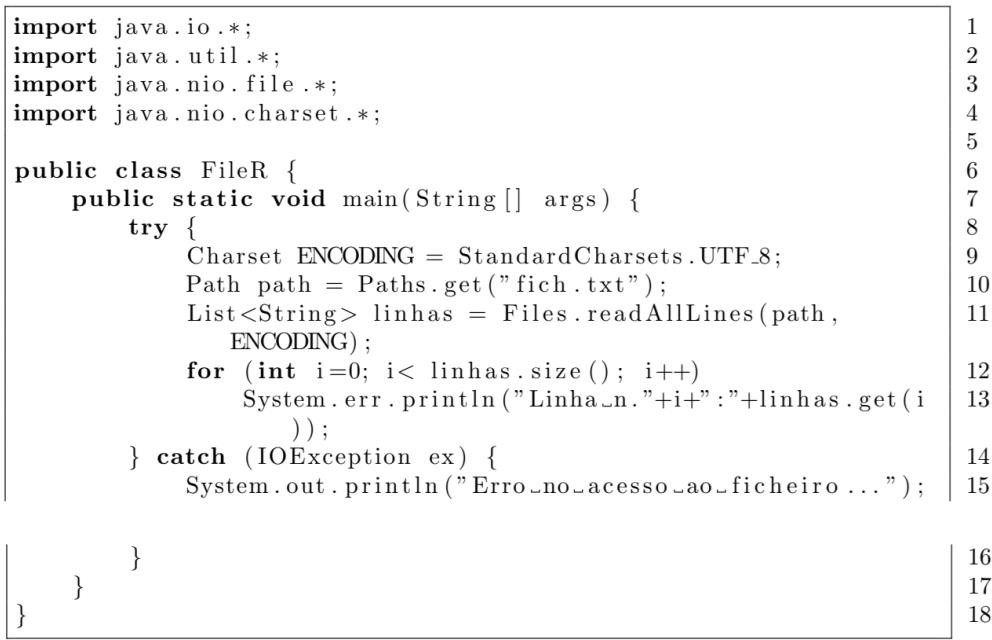 import java.io.*; 1
import java.util.*; 2
import java.nio.file.*; 3
import java.nio.charset.*; 4
5
public class FileR { 6
public static void main(String[] args) { 7
try { 8
Charset ENCODING = StandardCharsets.UTF_8; 9
Path path = Paths.get("fich.txt"); 10
List<String> linhas = Files.readAllLines(path, 11
ENCODING);
for (int i=0; i< linhas.size(); i++) 12
System.err.println("Linha␣n."+i+":"+linhas.get(i 13
));
} catch (IOException ex) { 14
System.out.println("Erro␣no␣acesso␣ao␣ficheiro..."); 15
} 16
} 17
} 18